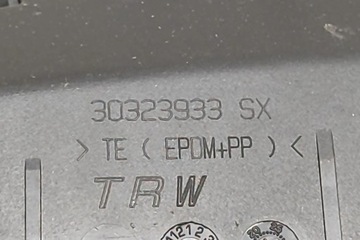 30323933 SX
> TE ( EPDM+PP ) <
TRW